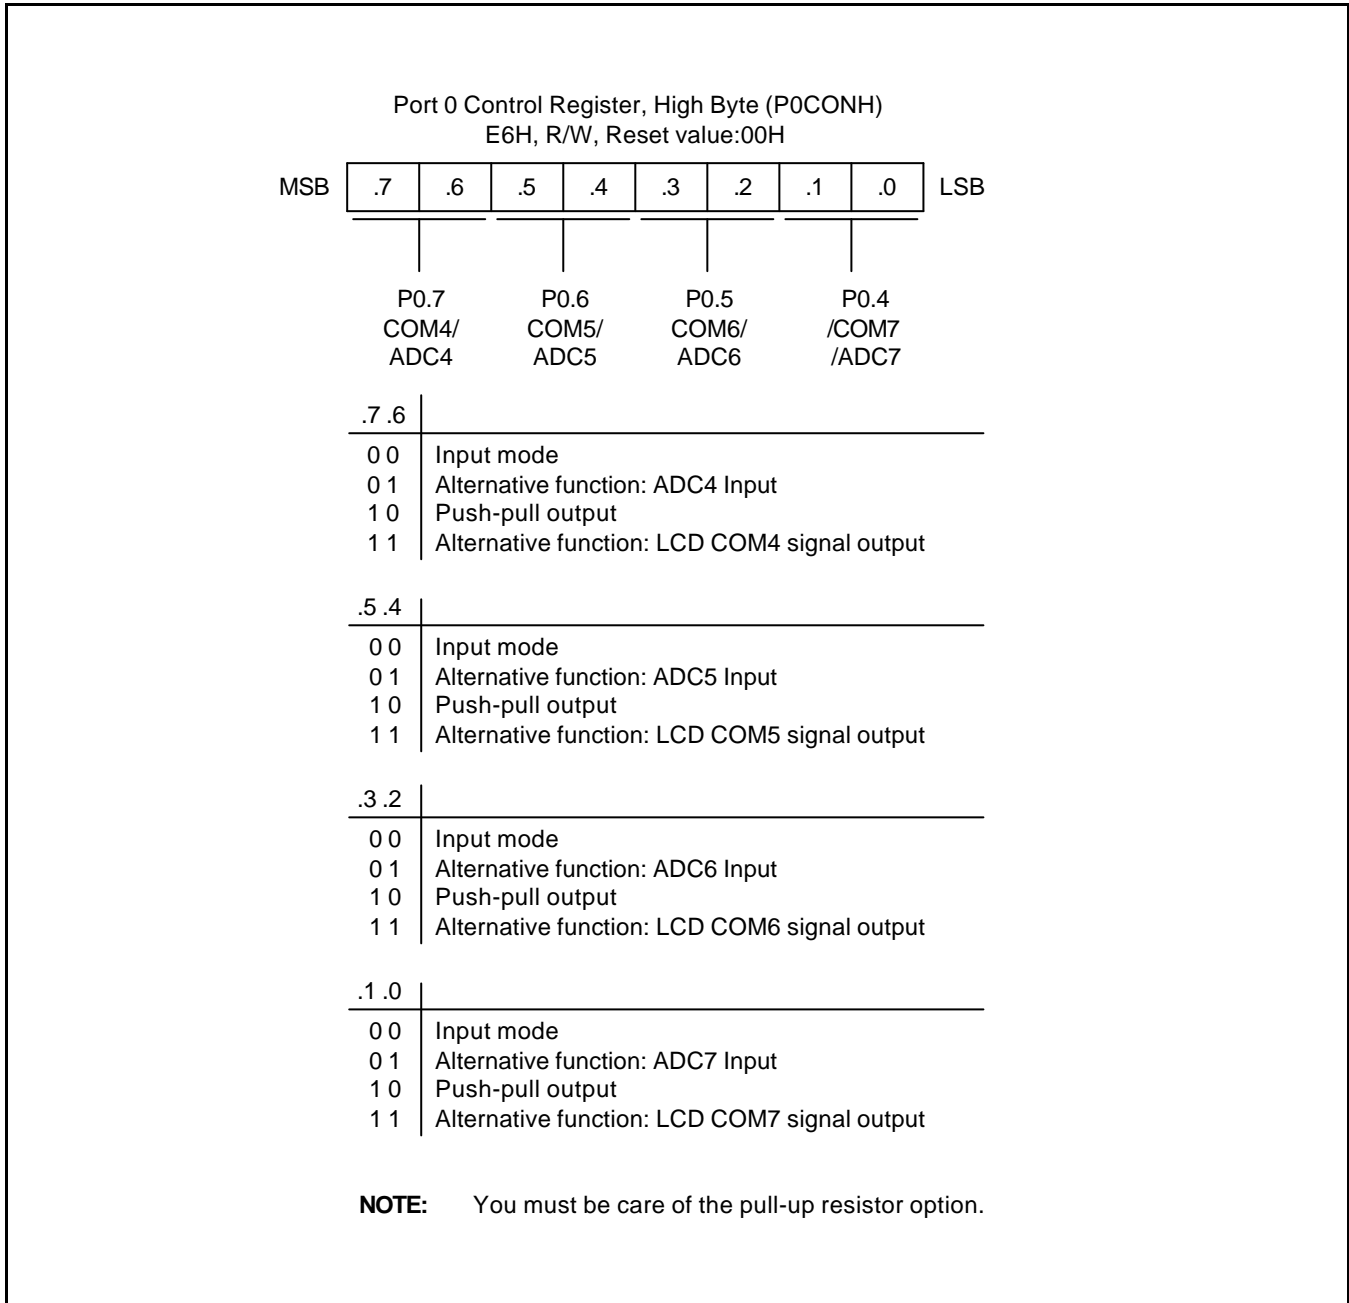 Port 0 Control Register, High Byte (P0CONH)
E6H, R/W, Reset value:00H
MSB .7 .6 .5 .4 .3 .2 .1 .0 LSB
P0.7 P0.6 P0.5 P0.4
COM4/ COM5/ COM6/ /COM7
ADC4 ADC5 ADC6 /ADC7
.7 .6
0 0 Input mode
0 1 Alternative function: ADC4 Input
1 0 Push-pull output
1 1 Alternative function: LCD COM4 signal output
.5 .4
0 0 Input mode
0 1 Alternative function: ADC5 Input
1 0 Push-pull output
1 1 Alternative function: LCD COM5 signal output
.3 .2
0 0 Input mode
0 1 Alternative function: ADC6 Input
1 0 Push-pull output
1 1 Alternative function: LCD COM6 signal output
.1 .0
0 0 Input mode
0 1 Alternative function: ADC7 Input
1 0 Push-pull output
1 1 Alternative function: LCD COM7 signal output
NOTE: You must be care of the pull-up resistor option.